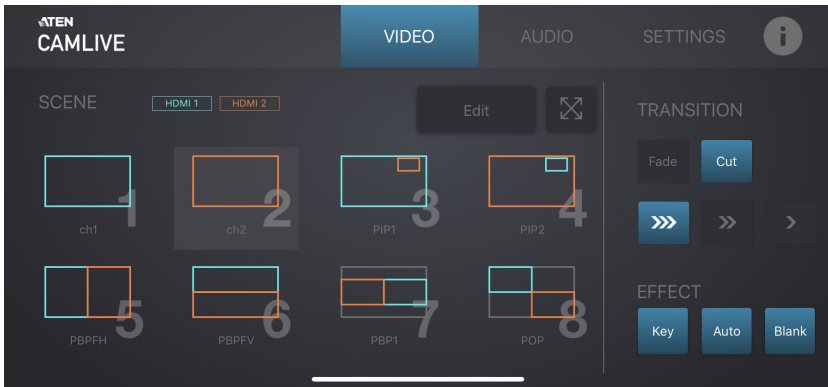 ATEN
CAMLIVE
VIDEO
AUDIO
SETTINGS
i
SCENE
HDMI 1
HDMI 2
Edit
1
ch1
2
ch2
3
PIP1
4
PIP2
5
PBPFH
6
PBPFV
7
PBP1
8
POP
TRANSITION
Fade
Cut
EFFECT
Key
Auto
Blank